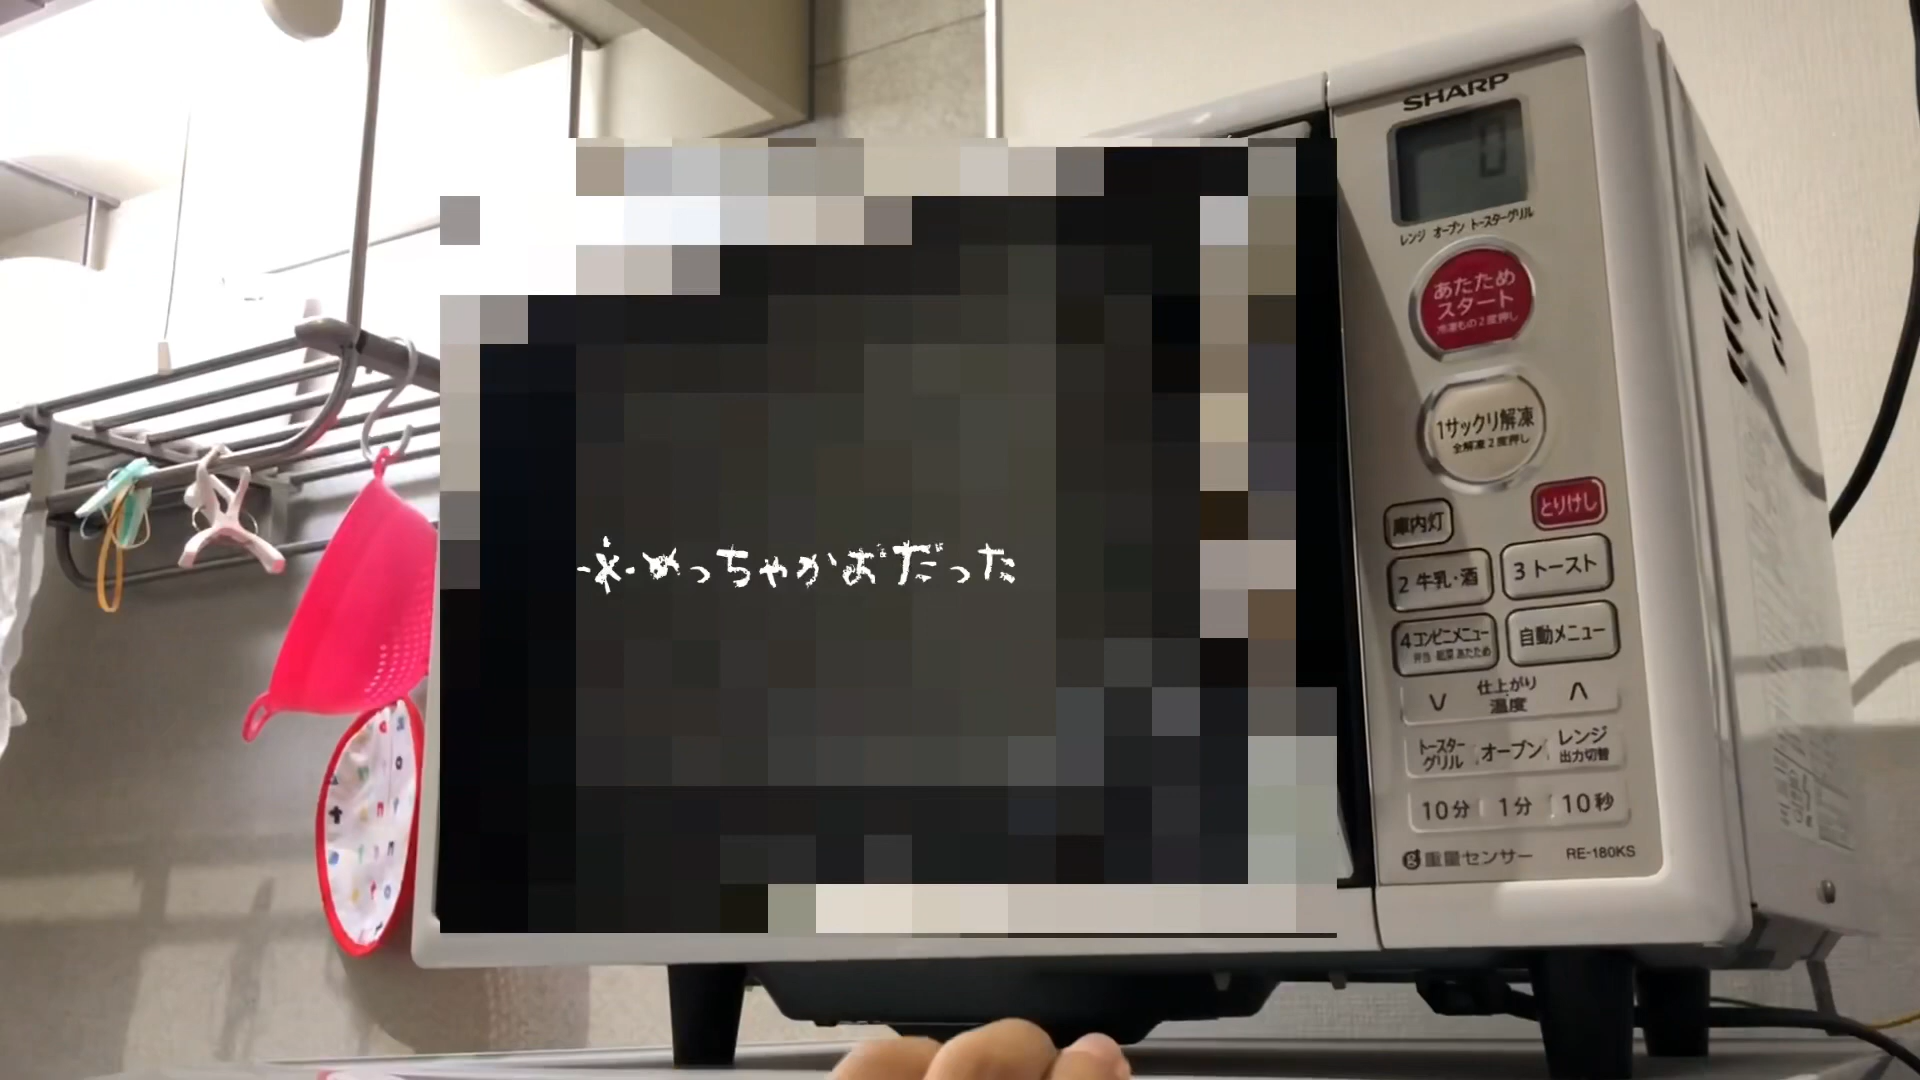 SHARP
0
レンジ オーブン トースターグリル
あたため
スタート
冷凍もの2度押し
1サックリ解凍
全解凍2度押し
庫内灯
とりけし
2 牛乳・酒
3 トースト
4コンビニメニュー
弁当・総菜あたため
自動メニュー
∨ 仕上がり ∧
温度
トースター
グリル
オーブン
レンジ
出力切替
10分 1分 10秒
g重量センサー
RE-180KS
※めっちゃかおだった